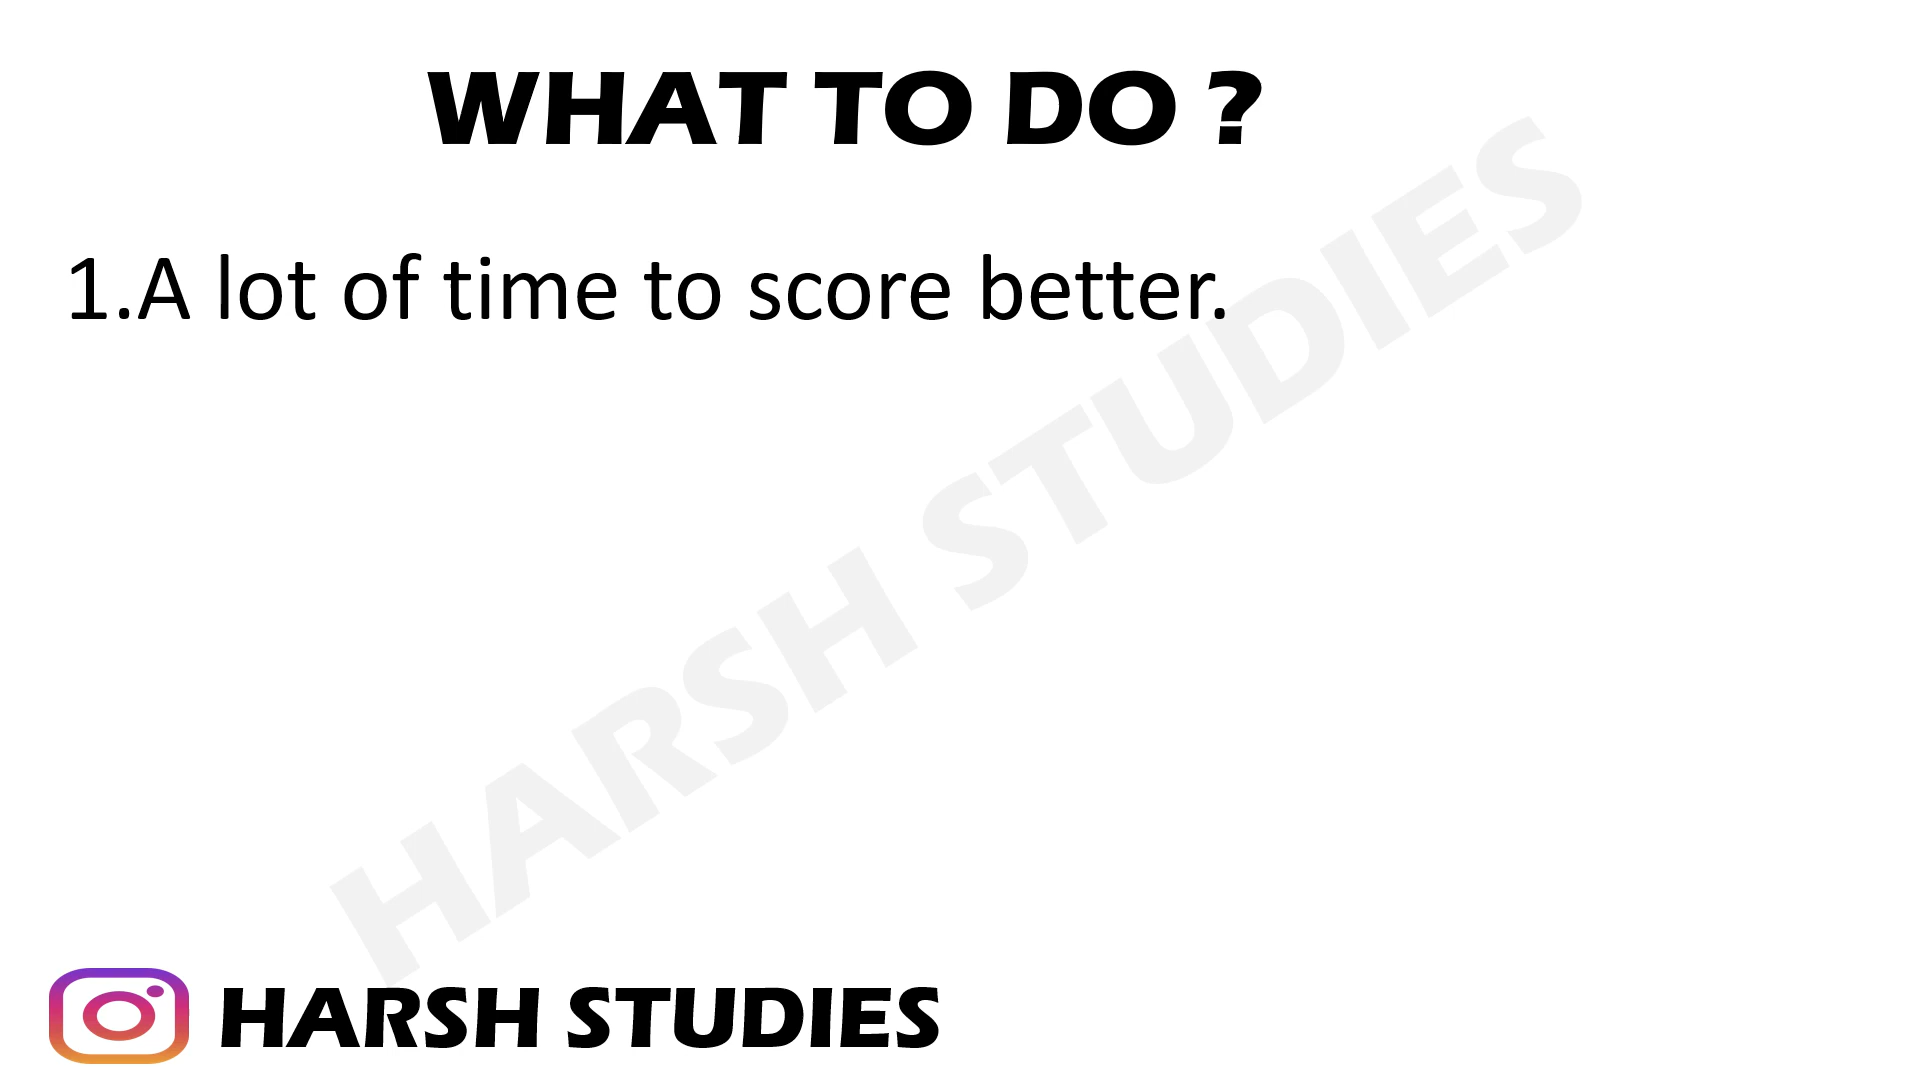 WHAT TO DO ?
1.A lot of time to score better.
HARSH STUDIES
HARSH STUDIES